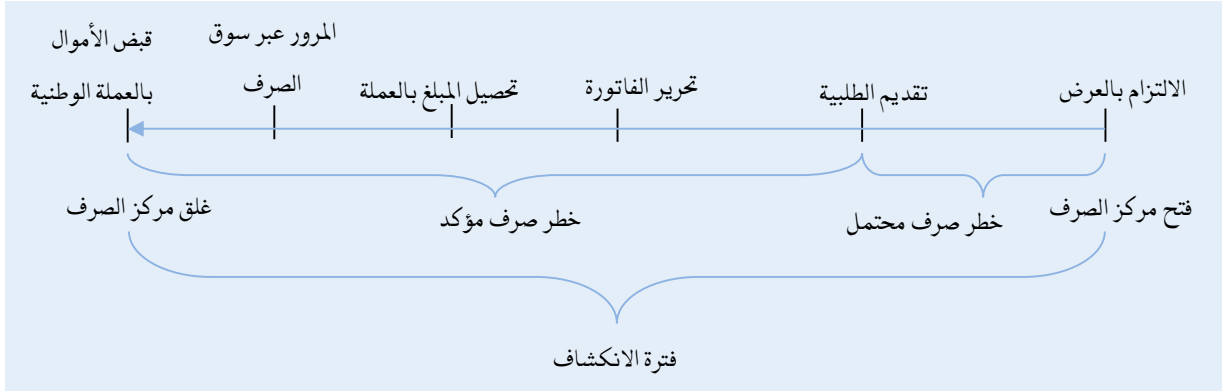 المرور عبر سوق
قبض الأموال
الالتزام بالعرض
تقديم الطلبية
تحرير الفاتورة
تحصيل المبلغ بالعملة
الصرف
بالعملة الوطنية
فتح مركز الصرف
خطر صرف محتمل
خطر صرف مؤكد
غلق مركز الصرف
فترة الانكشاف